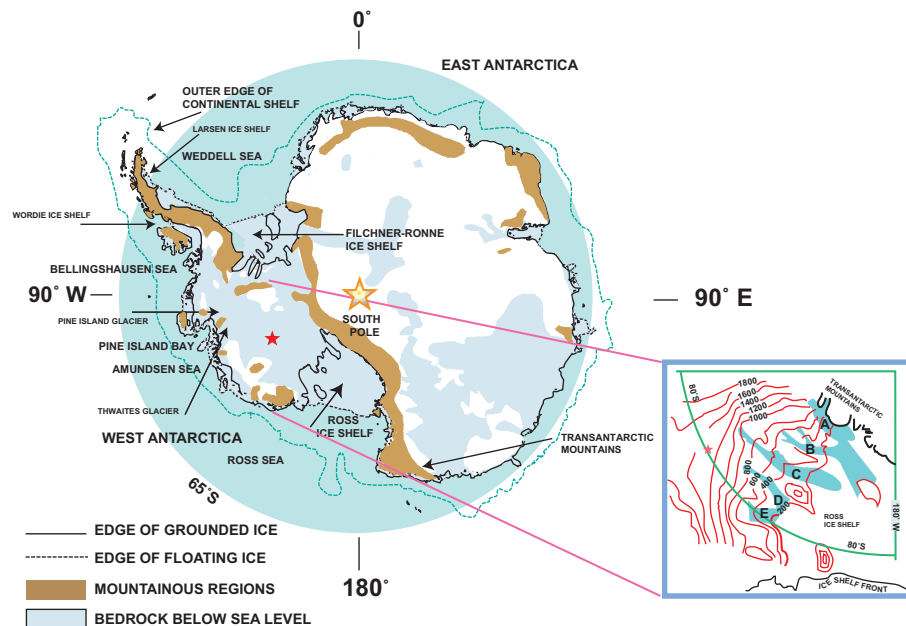 0˚
EAST ANTARCTICA
OUTER EDGE OF
CONTINENTAL SHELF
LARSEN ICE SHELF
WEDDELL SEA
WORDIE ICE SHELF
FILCHNER-RONNE
ICE SHELF
BELLINGSHAUSEN SEA
90˚ W
90˚ E
SOUTH
POLE
PINE ISLAND GLACIER
PINE ISLAND BAY
AMUNDSEN SEA
THWAITES GLACIER
WEST ANTARCTICA
ROSS
ICE SHELF
ROSS SEA
TRANSANTARCTIC
MOUNTAINS
65˚S
180˚
EDGE OF GROUNDED ICE
EDGE OF FLOATING ICE
MOUNTAINOUS REGIONS
BEDROCK BELOW SEA LEVEL
80˚S
1800
1600
1400
1200
1000
TRANSANTARCTIC
MOUNTAINS
A
B
C
800
600
400
D
200
E
ROSS
ICE SHELF
180˚ W
80˚S
ICE SHELF FRONT